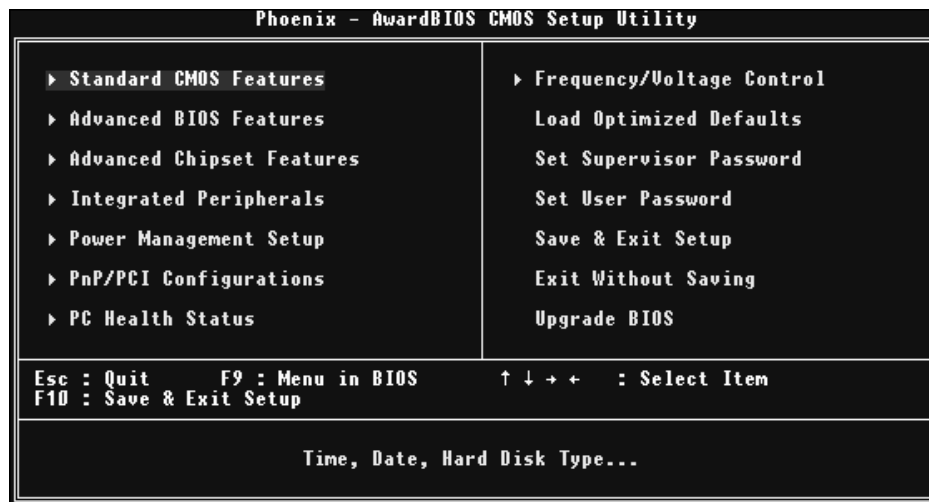 Phoenix - AwardBIOS CMOS Setup Utility
▸ Standard CMOS Features
▸ Advanced BIOS Features
▸ Advanced Chipset Features
▸ Integrated Peripherals
▸ Power Management Setup
▸ PnP/PCI Configurations
▸ PC Health Status
▸ Frequency/Voltage Control
Load Optimized Defaults
Set Supervisor Password
Set User Password
Save & Exit Setup
Exit Without Saving
Upgrade BIOS
Esc : Quit F9 : Menu in BIOS ↑ ↓ → ← : Select Item
F10 : Save & Exit Setup
Time, Date, Hard Disk Type...